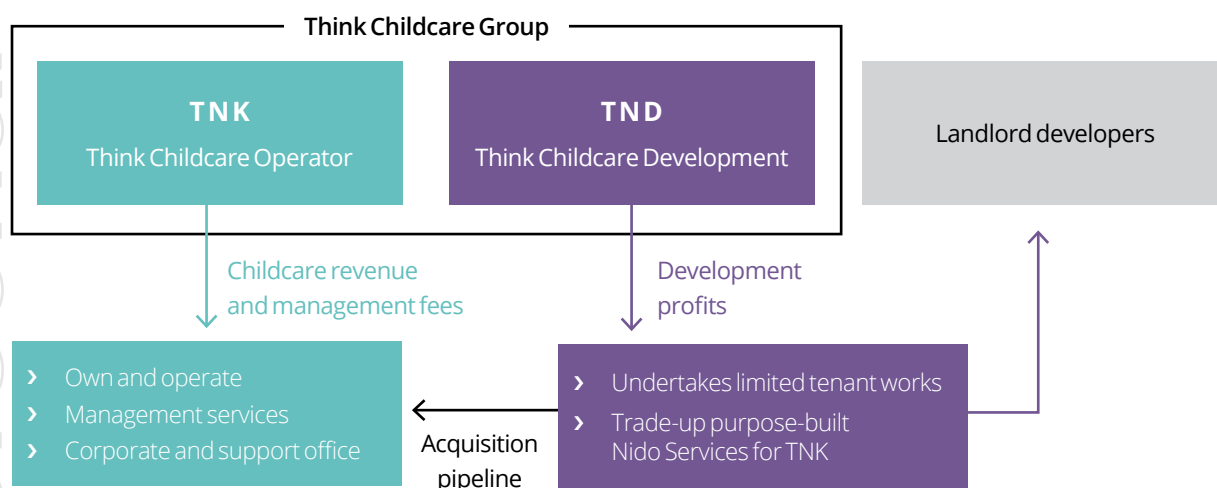 Think Childcare Group
TNK
Think Childcare Operator
TND
Think Childcare Development
Landlord developers
Childcare revenue
and management fees
Development
profits
› Own and operate
› Management services
› Corporate and support office
Acquisition
pipeline
› Undertakes limited tenant works
› Trade-up purpose-built
Nido Services for TNK